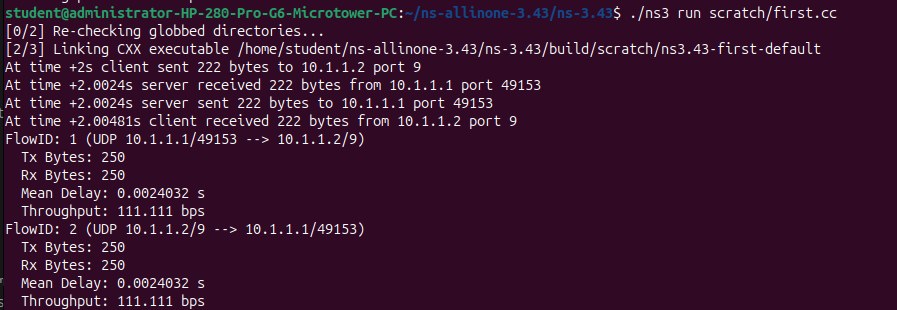 student@administrator-HP-280-Pro-G6-Microtower-PC:~/ns-allinone-3.43/ns-3.43$ ./ns3 run scratch/first.cc
[0/2] Re-checking globbed directories...
[2/3] Linking CXX executable /home/student/ns-allinone-3.43/ns-3.43/build/scratch/ns3.43-first-default
At time +2s client sent 222 bytes to 10.1.1.2 port 9
At time +2.0024s server received 222 bytes from 10.1.1.1 port 49153
At time +2.0024s server sent 222 bytes to 10.1.1.1 port 49153
At time +2.00481s client received 222 bytes from 10.1.1.2 port 9
FlowID: 1 (UDP 10.1.1.1/49153 --> 10.1.1.2/9)
  Tx Bytes: 250
  Rx Bytes: 250
  Mean Delay: 0.0024032 s
  Throughput: 111.111 bps
FlowID: 2 (UDP 10.1.1.2/9 --> 10.1.1.1/49153)
  Tx Bytes: 250
  Rx Bytes: 250
  Mean Delay: 0.0024032 s
  Throughput: 111.111 bps